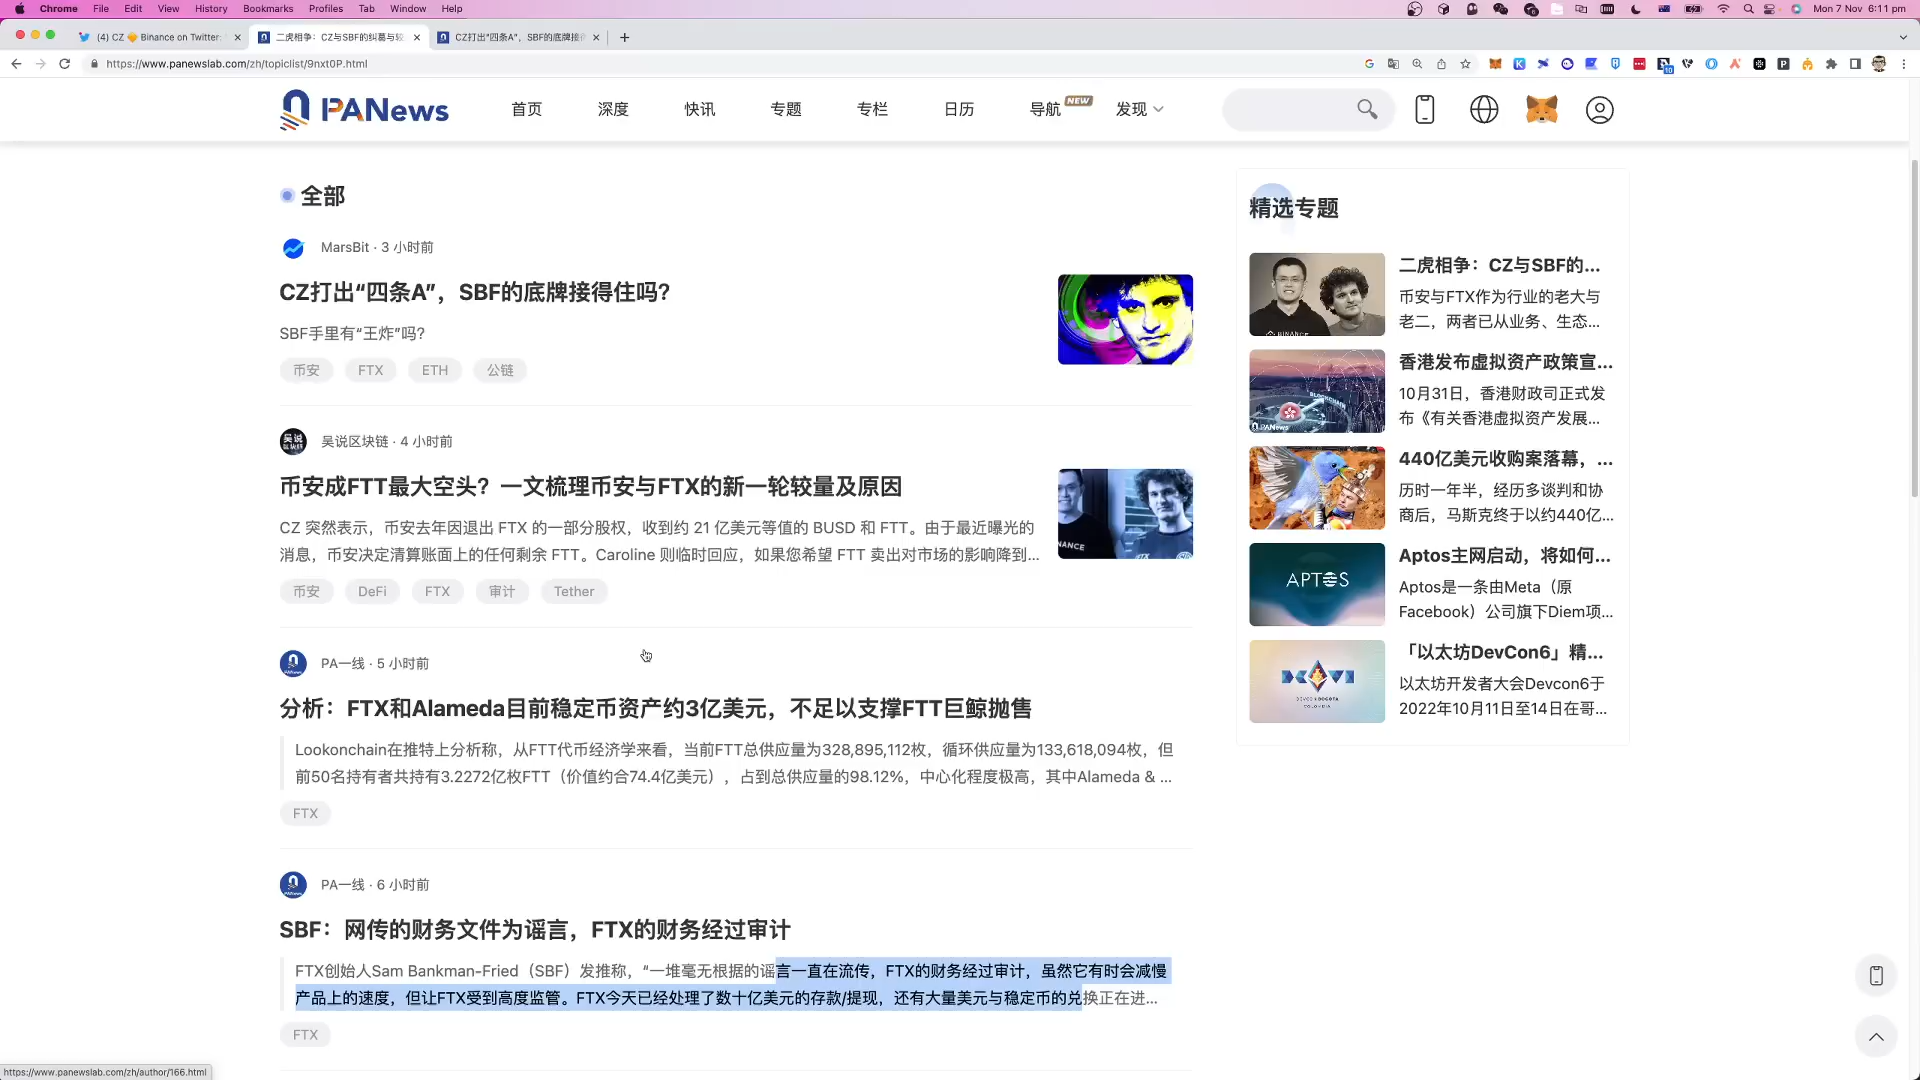 Chrome File Edit View History Bookmarks Profiles Tab Window Help
Mon 7 Nov 6:11 pm
(4) CZ 🔶 Binance on Twitter:
二虎相争：CZ与SBF的纠葛与较
CZ打出“四条A”，SBF的底牌接
https://www.panewslab.com/zh/topiclist/9nxt0P.html
PANews
首页 深度 快讯 专题 专栏 日历 导航 NEW 发现
全部
MarsBit · 3 小时前
CZ打出“四条A”，SBF的底牌接得住吗？
SBF手里有“王炸”吗？
币安 FTX ETH 公链
吴说区块链 · 4 小时前
币安成FTT最大空头？一文梳理币安与FTX的新一轮较量及原因
CZ 突然表示，币安去年因退出 FTX 的一部分股权，收到约 21 亿美元等值的 BUSD 和 FTT。由于最近曝光的
消息，币安决定清算账面上的任何剩余 FTT。Caroline 则临时回应，如果您希望 FTT 卖出对市场的影响降到...
币安 DeFi FTX 审计 Tether
PA一线 · 5 小时前
分析：FTX和Alameda目前稳定币资产约3亿美元，不足以支撑FTT巨鲸抛售
Lookonchain在推特上分析称，从FTT代币经济学来看，当前FTT总供应量为328,895,112枚，循环供应量为133,618,094枚，但
前50名持有者共持有3.2272亿枚FTT（价值约合74.4亿美元），占到总供应量的98.12%，中心化程度极高，其中Alameda & ...
FTX
PA一线 · 6 小时前
SBF：网传的财务文件为谣言，FTX的财务经过审计
FTX创始人Sam Bankman-Fried（SBF）发推称，“一堆毫无根据的谣言一直在流传，FTX的财务经过审计，虽然它有时会减慢
产品上的速度，但让FTX受到高度监管。FTX今天已经处理了数十亿美元的存款/提现，还有大量美元与稳定币的兑换正在进...
FTX
精选专题
二虎相争：CZ与SBF的...
币安与FTX作为行业的老大与
老二，两者已从业务、生态...
BINANCE
香港发布虚拟资产政策宣...
10月31日，香港财政司正式发
布《有关香港虚拟资产发展...
BLOCKCHAIN
PANews
440亿美元收购案落幕，...
历时一年半，经历多谈判和协
商后，马斯克终于以约440亿...
Aptos主网启动，将如何...
Aptos是一条由Meta（原
Facebook）公司旗下Diem项...
APTOS
「以太坊DevCon6」精...
以太坊开发者大会Devcon6于
2022年10月11日至14日在哥...
DEVCON BOGOTA
COLOMBIA
https://www.panewslab.com/zh/author/166.html